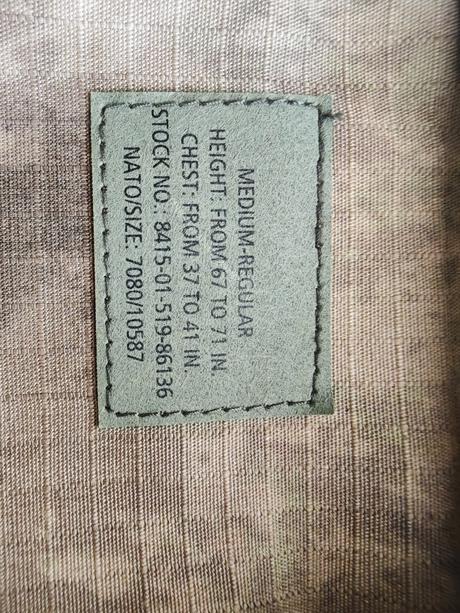 MEDIUM-REGULAR
HEIGHT: FROM 67 TO 71 IN.
CHEST: FROM 37 TO 41 IN.
STOCK NO.: 8415-01-519-86136
NATO/SIZE: 7080/10587